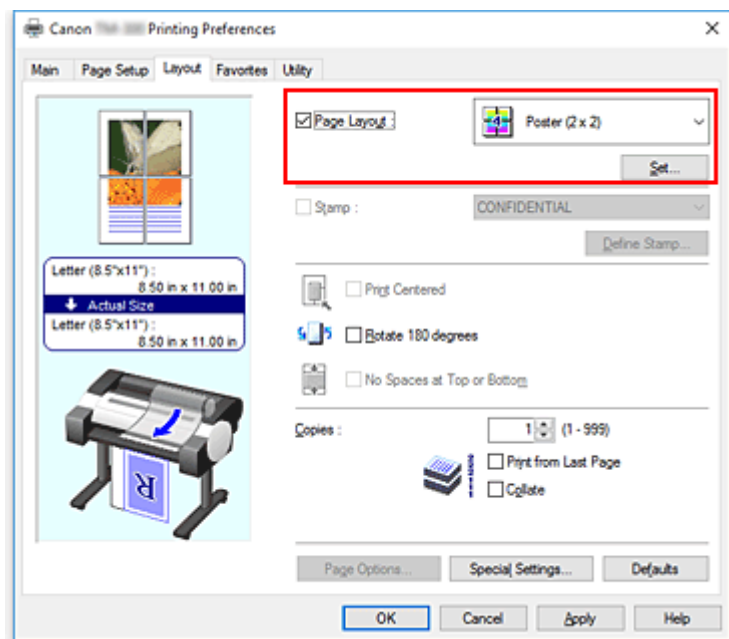 Canon Printing Preferences
Main Page Setup Layout Favorites Utility
Page Layout :
4
Poster (2 x 2)
Set...
Stamp :
CONFIDENTIAL
Define Stamp...
Letter (8.5"x11") :
8.50 in x 11.00 in
Actual Size
Letter (8.5"x11") :
8.50 in x 11.00 in
Print Centered
Rotate 180 degrees
No Spaces at Top or Bottom
Copies :
1 (1 - 999)
Print from Last Page
Collate
R
Page Options... Special Settings... Defaults
OK Cancel Apply Help